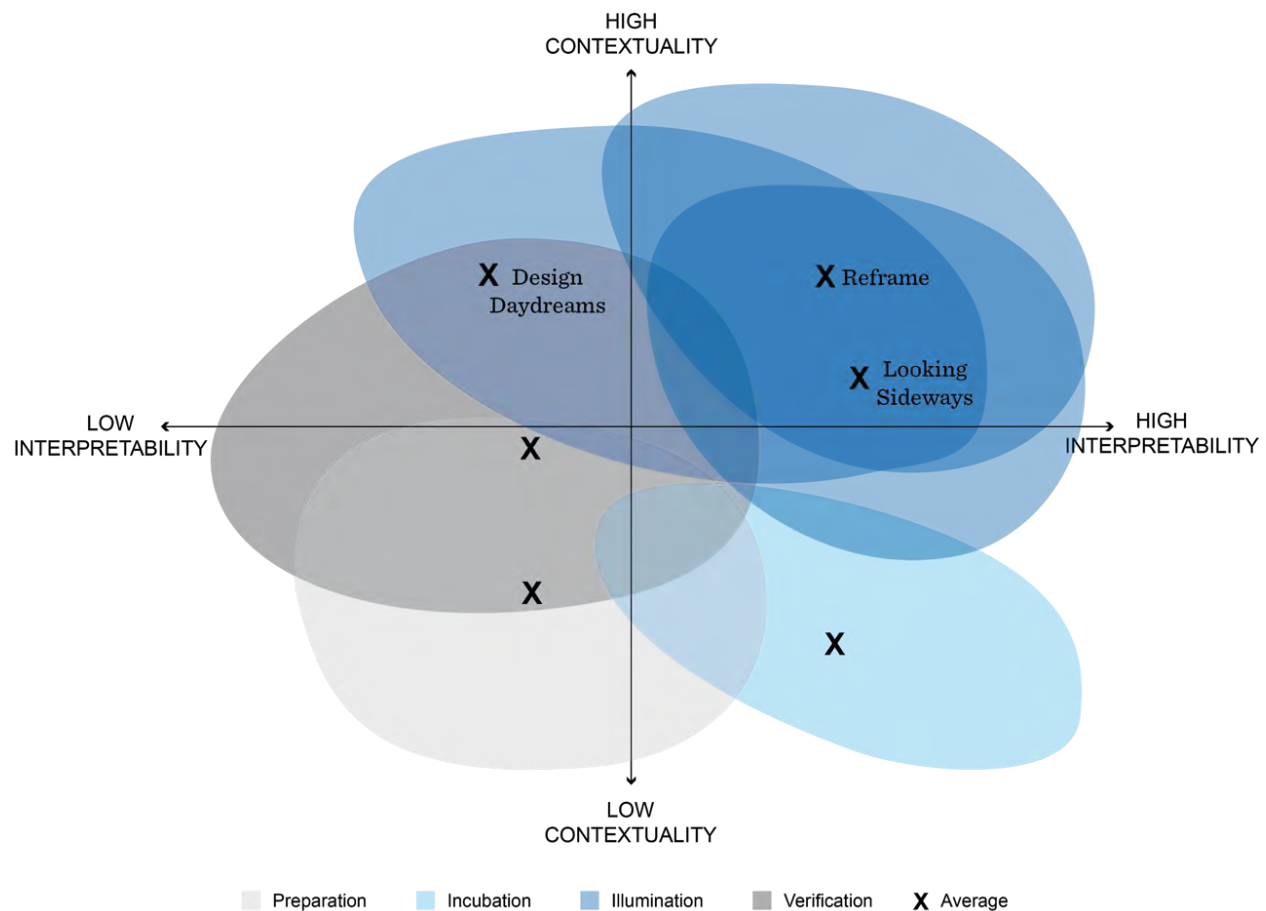 HIGH
CONTEXTUALITY
X Design
Daydreams
X Reframe
X Looking
Sideways
LOW
INTERPRETABILITY
HIGH
INTERPRETABILITY
X
X
X
LOW
CONTEXTUALITY
Preparation
Incubation
Illumination
Verification
X Average